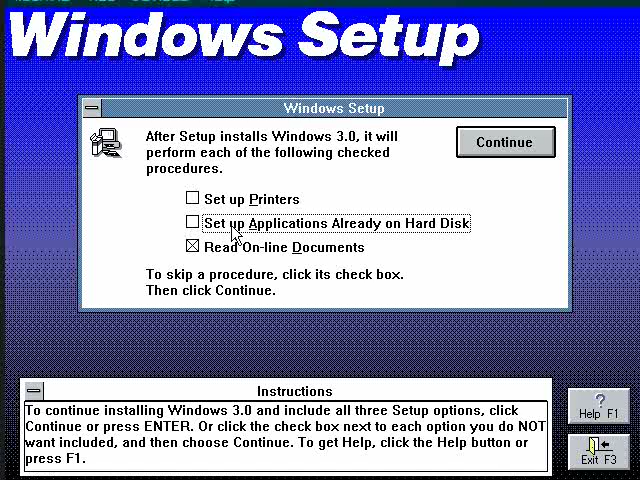 Windows Setup
Windows Setup
After Setup installs Windows 3.0, it will
perform each of the following checked
procedures.
Continue
Set up Printers
Set up Applications Already on Hard Disk
Read On-line Documents
To skip a procedure, click its check box.
Then click Continue.
Instructions
To continue installing Windows 3.0 and include all three Setup options, click
Continue or press ENTER. Or click the check box next to each option you do NOT
want included, and then choose Continue. To get Help, click the Help button or
press F1.
?
Help F1
Exit F3